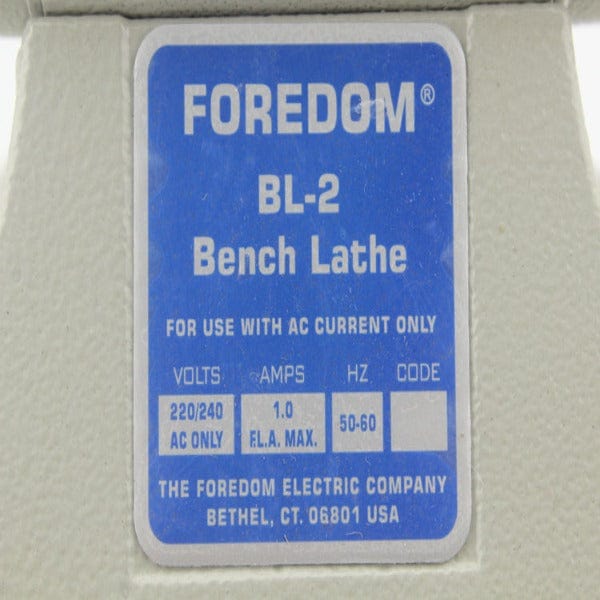 FOREDOM®
BL-2
Bench Lathe
FOR USE WITH AC CURRENT ONLY
VOLTS AMPS HZ CODE
220/240 1.0 50-60
AC ONLY F.L.A. MAX.
THE FOREDOM ELECTRIC COMPANY
BETHEL, CT. 06801 USA